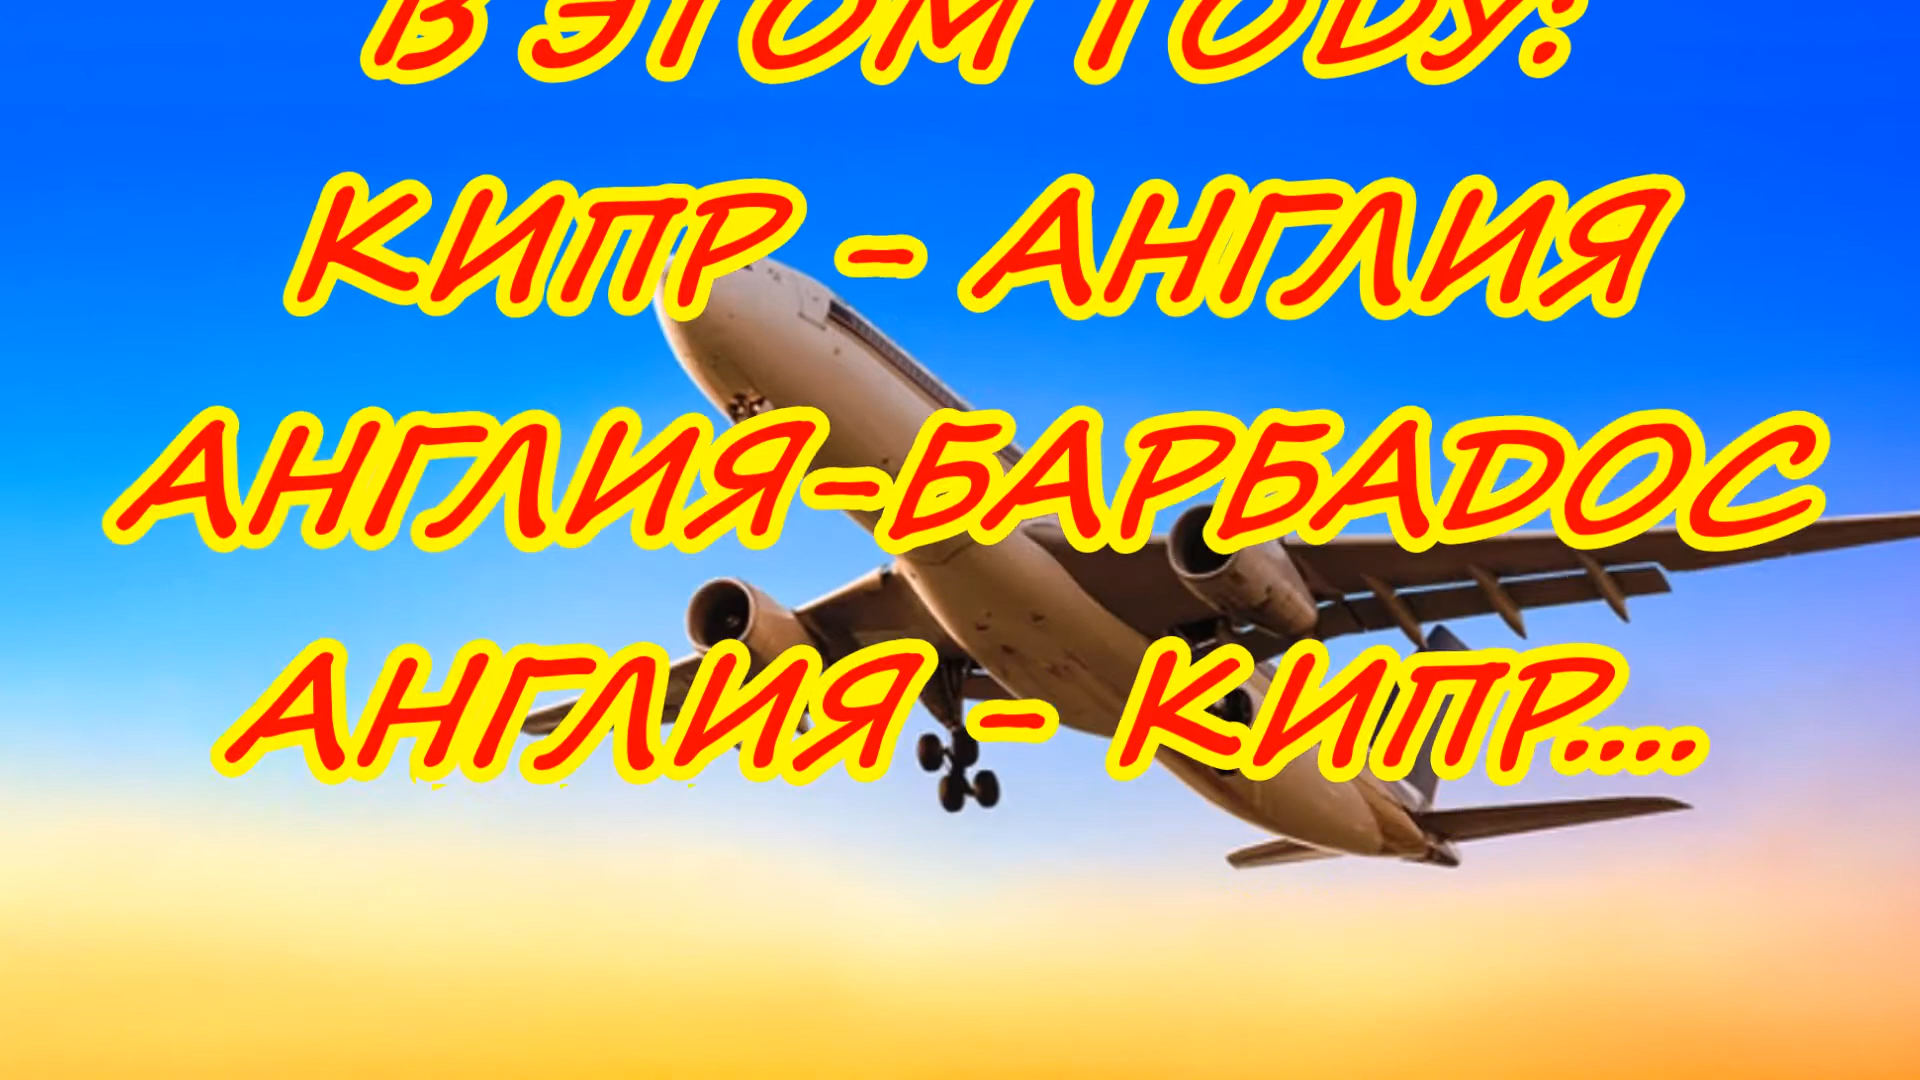 В ЭТОМ ГОДУ:
КИПР - АНГЛИЯ
АНГЛИЯ-БАРБАДОС
АНГЛИЯ - КИПР....